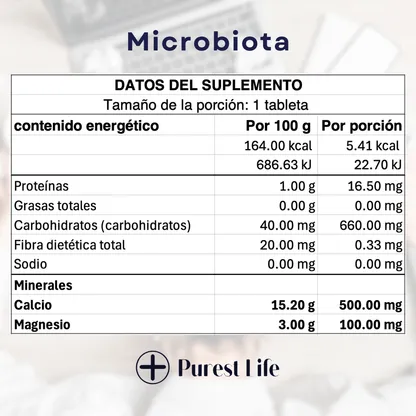 Microbiota
DATOS DEL SUPLEMENTO
Tamaño de la porción: 1 tableta
contenido energético Por 100 g Por porción
164.00 kcal 5.41 kcal
686.63 kJ 22.70 kJ
Proteínas 1.00 g 16.50 mg
Grasas totales 0.00 g 0.00 mg
Carbohidratos (carbohidratos) 40.00 mg 660.00 mg
Fibra dietética total 20.00 mg 0.33 mg
Sodio 0.00 mg 0.00 mg
Minerales
Calcio 15.20 g 500.00 mg
Magnesio 3.00 g 100.00 mg
Purest Life